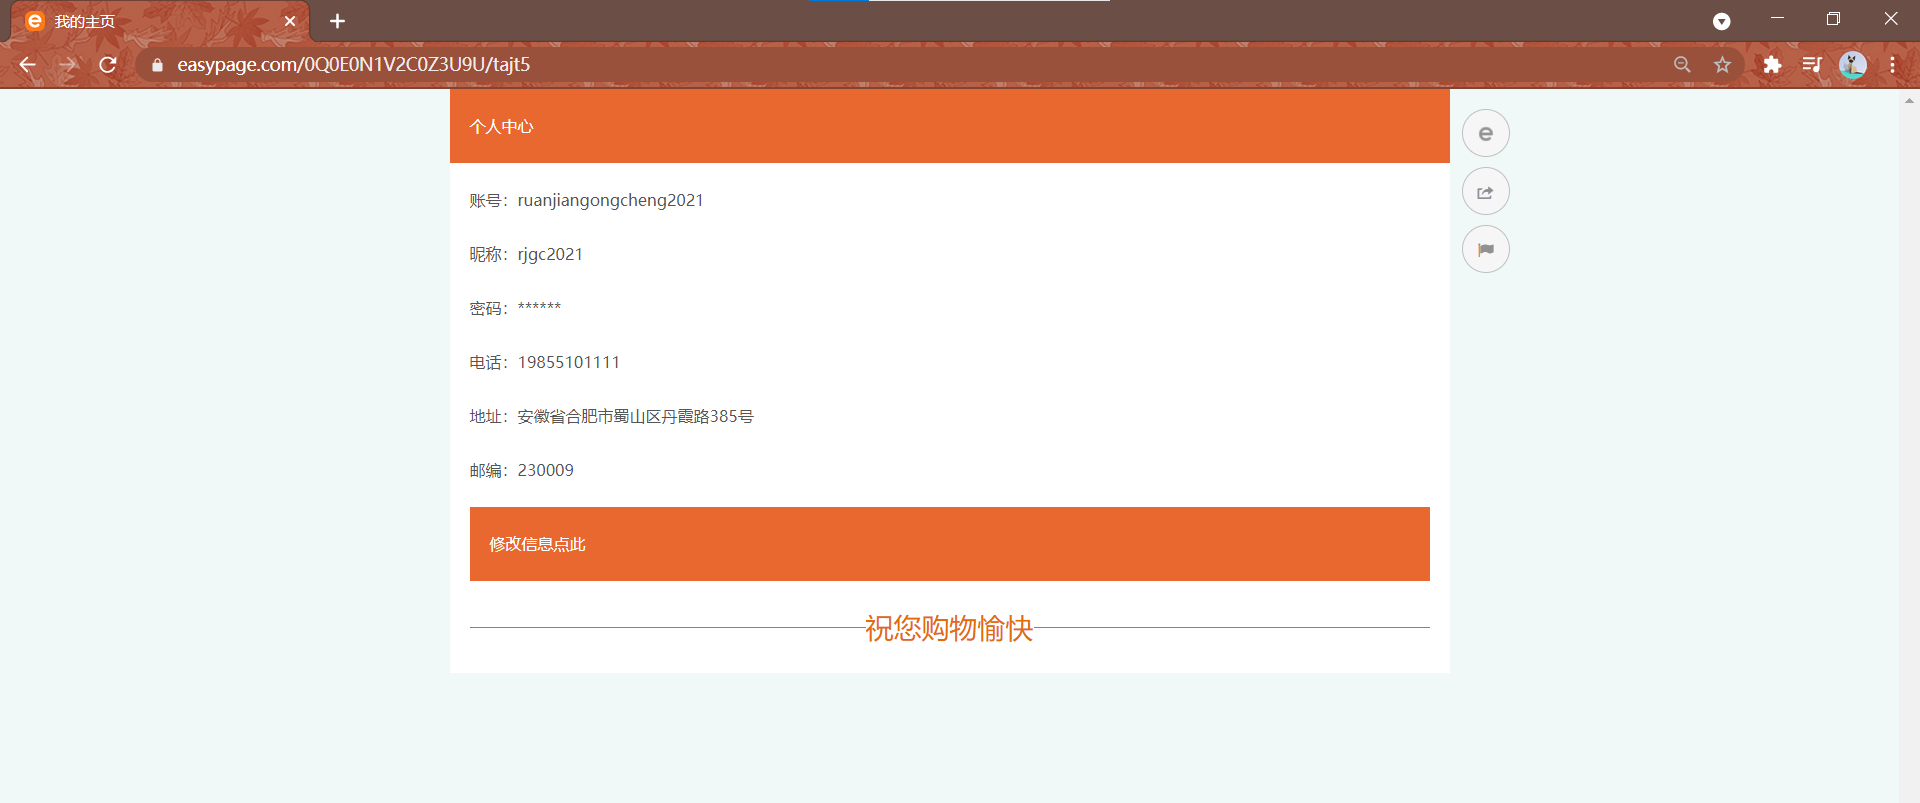 我的主页
easypage.com/0Q0E0N1V2C0Z3U9U/tajt5
个人中心
账号：ruanjiangongcheng2021
昵称：rjgc2021
密码：******
电话：19855101111
地址：安徽省合肥市蜀山区丹霞路385号
邮编：230009
修改信息点此
祝您购物愉快